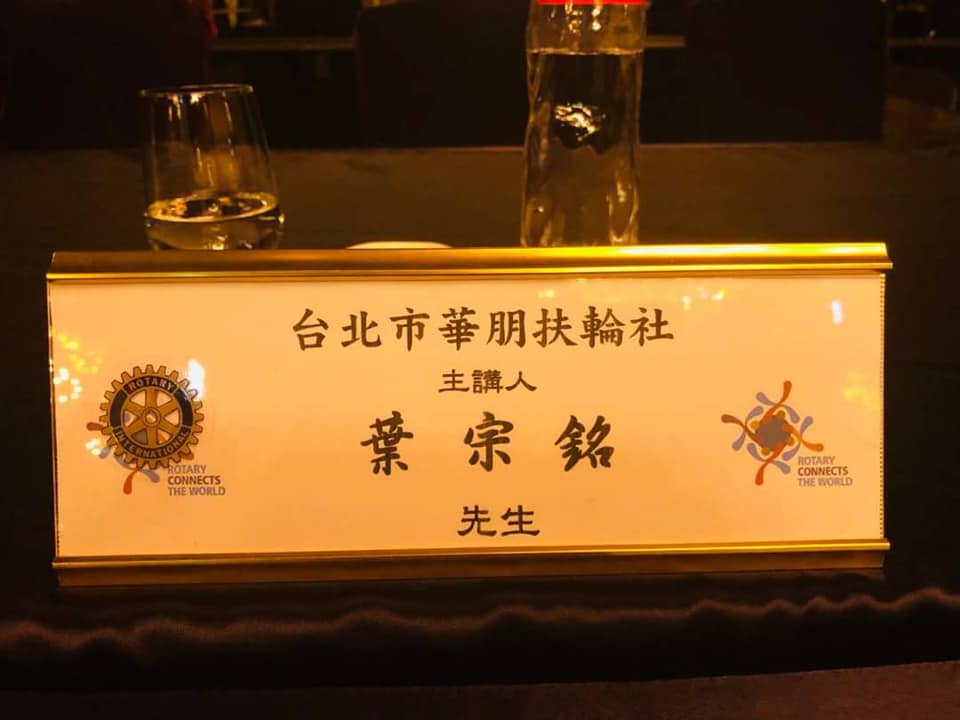 台北市華朋扶輪社
主講人
葉宗銘
先生
ROTARY
INTERNATIONAL
ROTARY
CONNECTS
THE WORLD
ROTARY
CONNECTS
THE WORLD